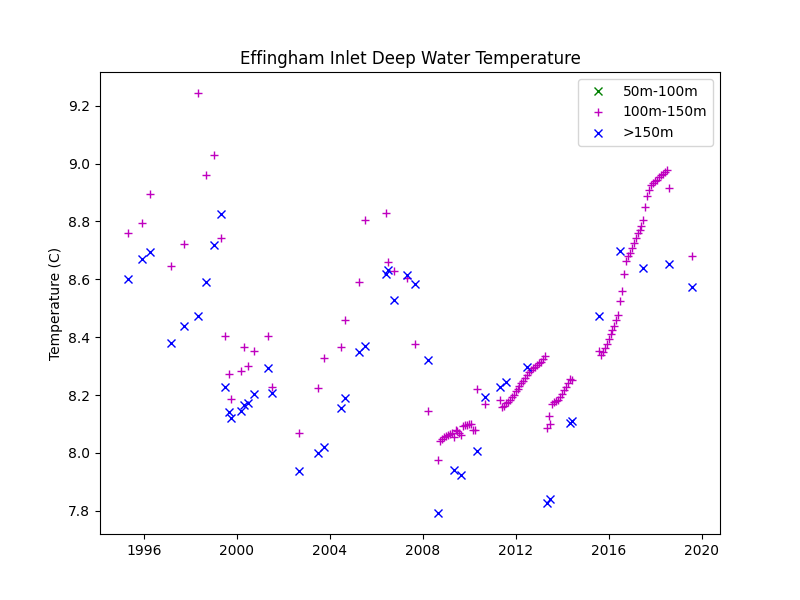 Effingham Inlet Deep Water Temperature
50m-100m
100m-150m
>150m
Temperature (C)
9.2
9.0
8.8
8.6
8.4
8.2
8.0
7.8
1996 2000 2004 2008 2012 2016 2020